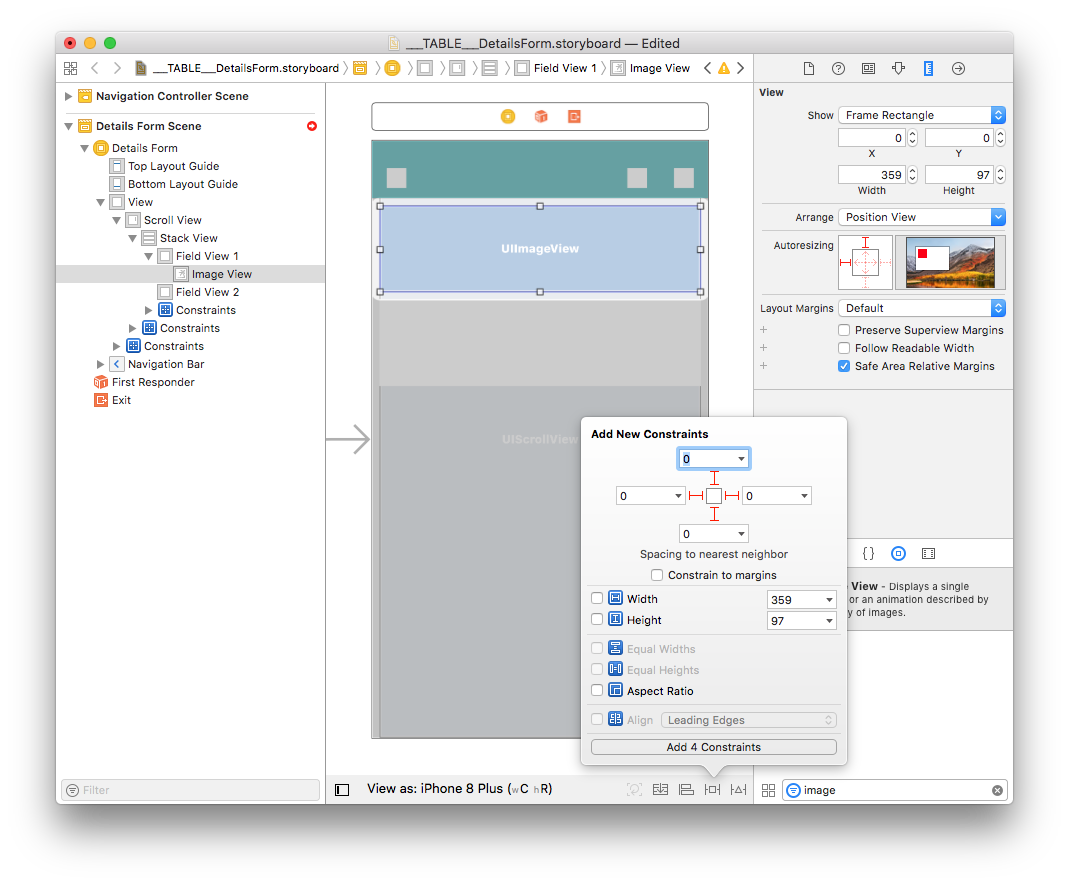 ___TABLE___DetailsForm.storyboard — Edited
___TABLE___DetailsForm.storyboard
Field View 1
Image View
Navigation Controller Scene
Details Form Scene
Details Form
Top Layout Guide
Bottom Layout Guide
View
Scroll View
Stack View
Field View 1
Image View
Field View 2
Constraints
Constraints
Constraints
Navigation Bar
First Responder
Exit
Filter
UIImageView
UIScrollView
View as: iPhone 8 Plus (wC hR)
Add New Constraints
0
0
0
0
Spacing to nearest neighbor
Constrain to margins
Width
359
Height
97
Equal Widths
Equal Heights
Aspect Ratio
Align
Leading Edges
Add 4 Constraints
View
Show
Frame Rectangle
0
0
X
Y
359
97
Width
Height
Arrange
Position View
Autoresizing
Layout Margins
Default
Preserve Superview Margins
Follow Readable Width
Safe Area Relative Margins
{}
View - Displays a single
or an animation described by
y of images.
image